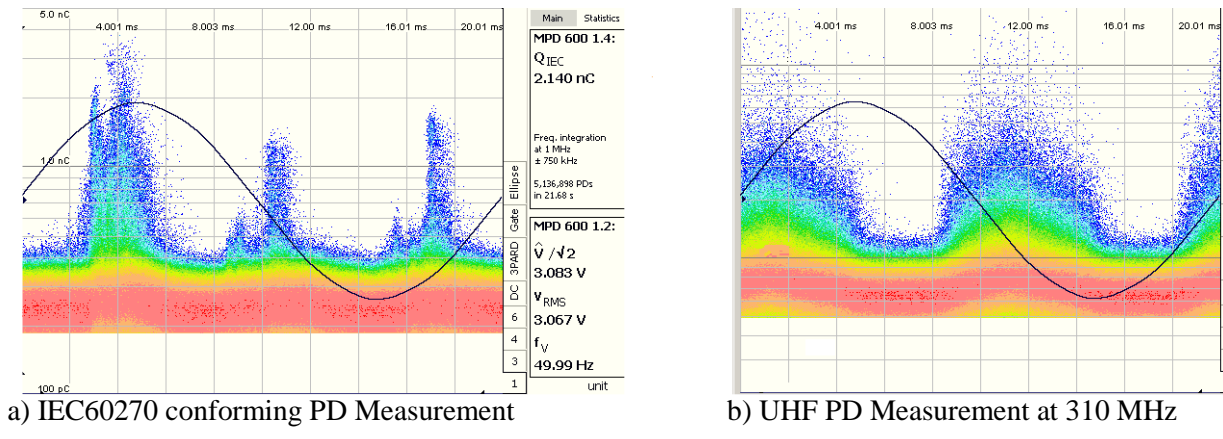 5.0 nC
4.001 ms
8.003 ms
12.00 ms
16.01 ms
20.01 ms
1.0 nC
100 pC
Ellipse
Gate
3PARD
DC
6
4
3
1
Main Statistics
MPD 600 1.4:
Q IEC
2.140 nC
Freq. integration
at 1 MHz
± 750 kHz
5,136,898 PDs
in 21.68 s
MPD 600 1.2:
V̂ /√2
3.083 V
V RMS
3.067 V
f V
49.99 Hz
unit
a) IEC60270 conforming PD Measurement
4.001 ms
8.003 ms
12.00 ms
16.01 ms
20.01 ms
b) UHF PD Measurement at 310 MHz